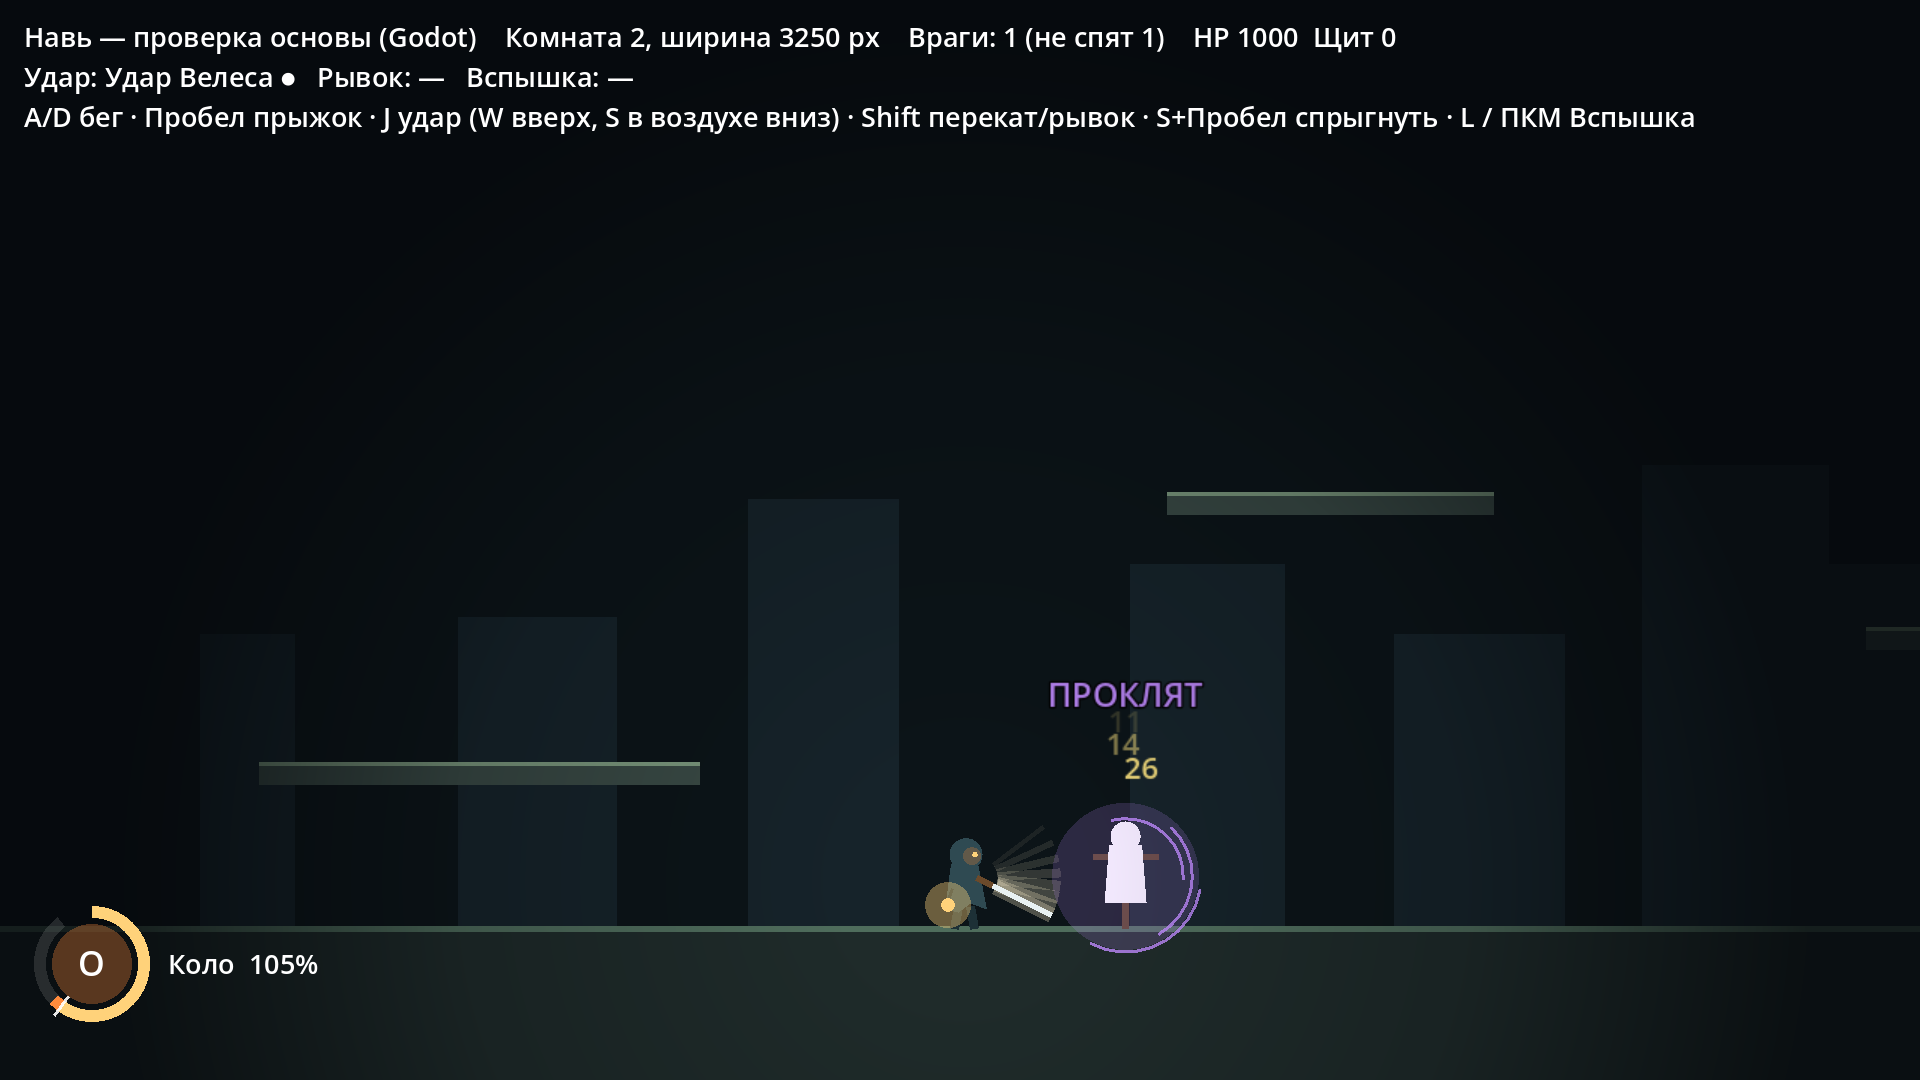 Навь — проверка основы (Godot) Комната 2, ширина 3250 px Враги: 1 (не спят 1) HP 1000 Щит 0
Удар: Удар Велеса ● Рывок: — Вспышка: —
A/D бег · Пробел прыжок · J удар (W вверх, S в воздухе вниз) · Shift перекат/рывок · S+Пробел спрыгнуть · L / ПКМ Вспышка
ПРОКЛЯТ
11
14
26
О Коло 105%